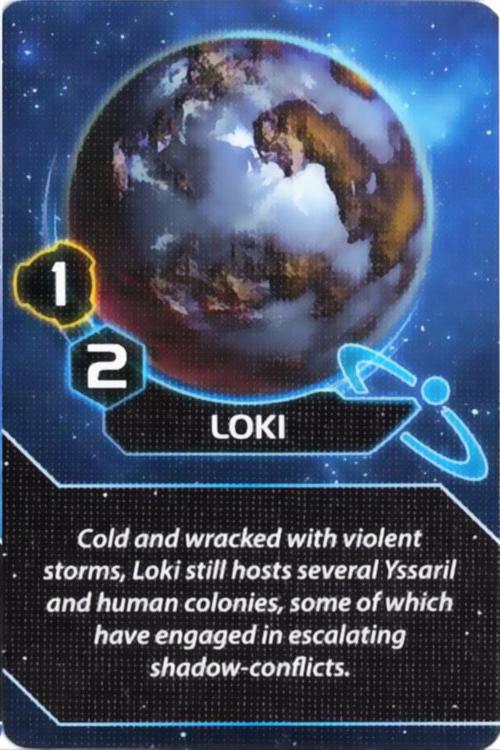 1
2
LOKI
Cold and wracked with violent
storms, Loki still hosts several Yssaril
and human colonies, some of which
have engaged in escalating
shadow-conflicts.